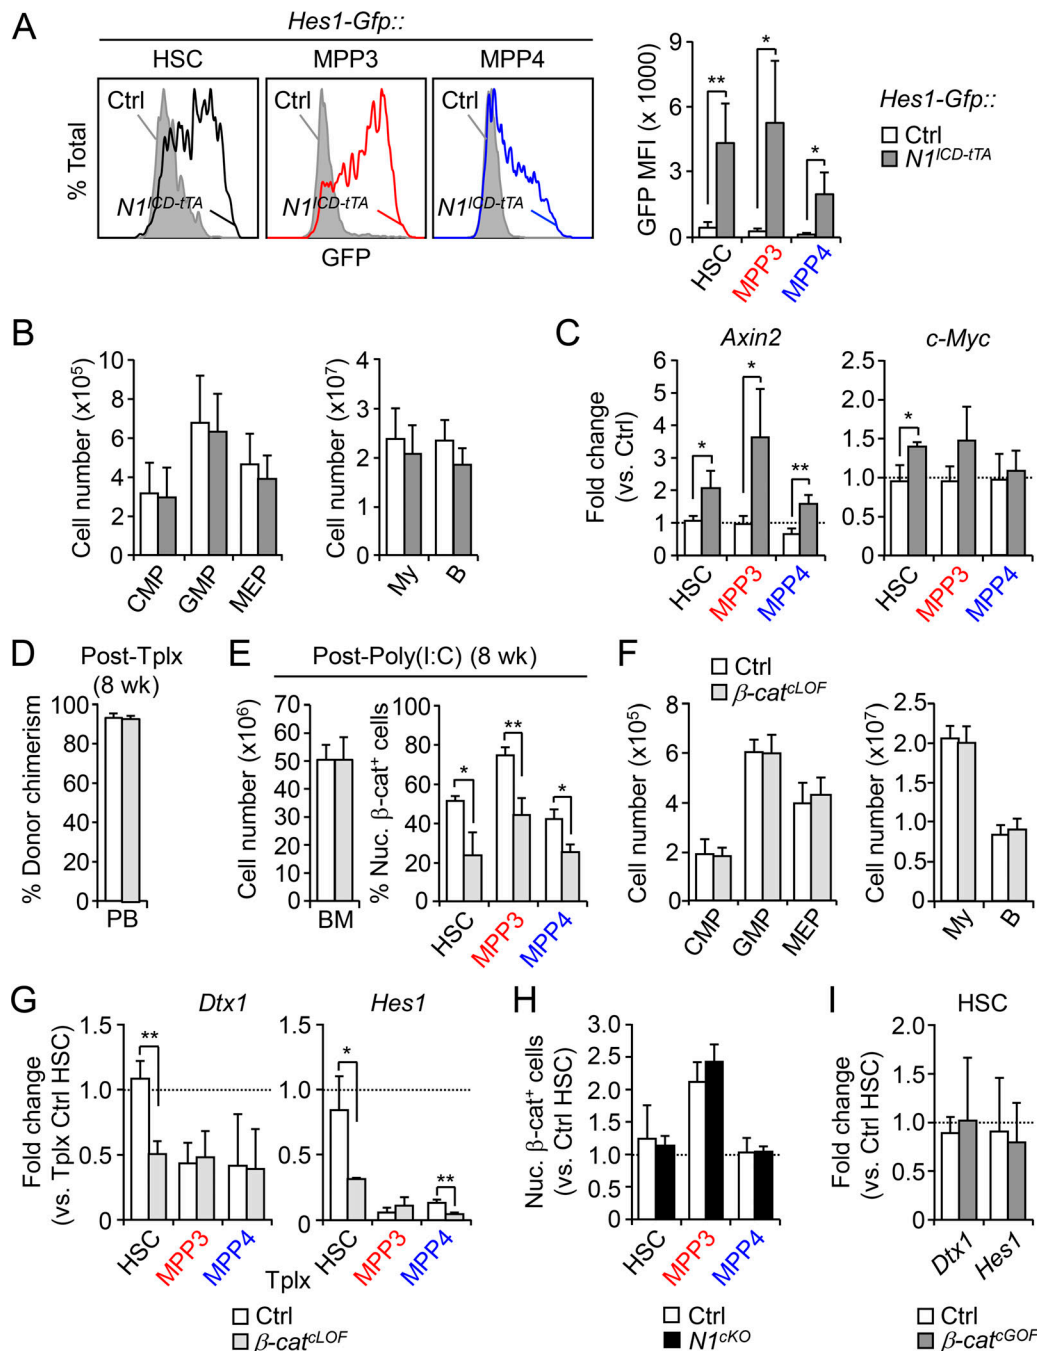 A
Hes1-Gfp::
HSC
MPP3
MPP4
Ctrl
Ctrl
Ctrl
% Total
N1ICD-tTA
N1ICD-tTA
N1ICD-tTA
GFP
GFP MFI (x 1000)
9
6
3
0
**
*
*
HSC
MPP3
MPP4
Hes1-Gfp::
Ctrl
N1ICD-tTA
B
Cell number (x10⁵)
10
8
6
4
2
0
CMP
GMP
MEP
Cell number (x10⁷)
4
3
2
1
0
My
B
C
Axin2
Fold change
(vs. Ctrl)
6
5
4
3
2
1
0
*
*
**
HSC
MPP3
MPP4
c-Myc
2.5
2.0
1.5
1.0
0.5
0
*
HSC
MPP3
MPP4
D
Post-Tplx
(8 wk)
% Donor chimerism
100
80
60
40
20
0
PB
E
Post-Poly(I:C) (8 wk)
Cell number (x10⁶)
70
60
50
40
30
20
10
0
BM
% Nuc. β-cat⁺ cells
100
80
60
40
20
0
*
**
*
HSC
MPP3
MPP4
F
Ctrl
β-catcLOF
Cell number (x10⁵)
8
6
4
2
0
CMP
GMP
MEP
Cell number (x10⁷)
2.5
2.0
1.5
1.0
0.5
0
My
B
G
Dtx1
Fold change
(vs. Tplx Ctrl HSC)
1.5
1.0
0.5
0
**
HSC
MPP3
MPP4
Hes1
1.5
1.0
0.5
0
*
**
HSC
MPP3
MPP4
Tplx
Ctrl
β-catcLOF
H
Nuc. β-cat⁺ cells
(vs. Ctrl HSC)
3.0
2.5
2.0
1.5
1.0
0.5
0
HSC
MPP3
MPP4
Ctrl
N1cKO
I
HSC
Fold change
(vs. Ctrl HSC)
2.0
1.5
1.0
0.5
0
Dtx1
Hes1
Ctrl
β-catcGOF